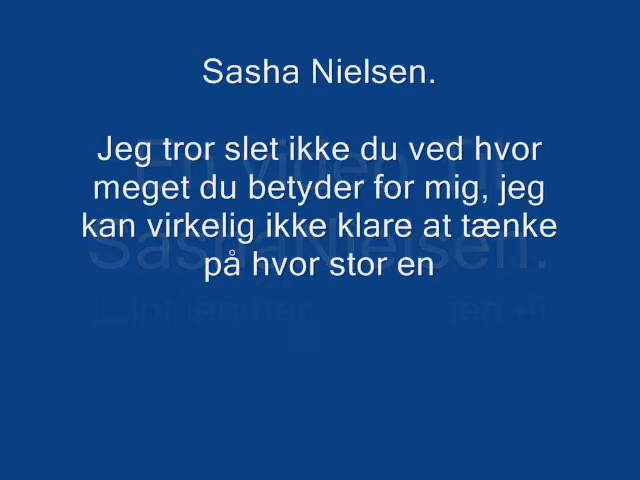 Sasha Nielsen.
Jeg tror slet ikke du ved hvor
meget du betyder for mig, jeg
kan virkelig ikke klare at tænke
på hvor stor en